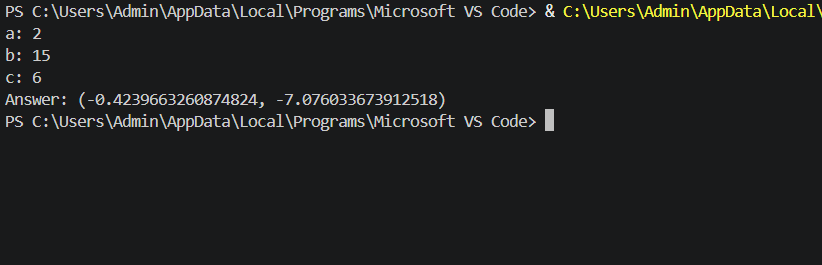 PS C:\Users\Admin\AppData\Local\Programs\Microsoft VS Code> & C:\Users\Admin\AppData\Local\
a: 2
b: 15
c: 6
Answer: (-0.4239663260874824, -7.076033673912518)
PS C:\Users\Admin\AppData\Local\Programs\Microsoft VS Code>